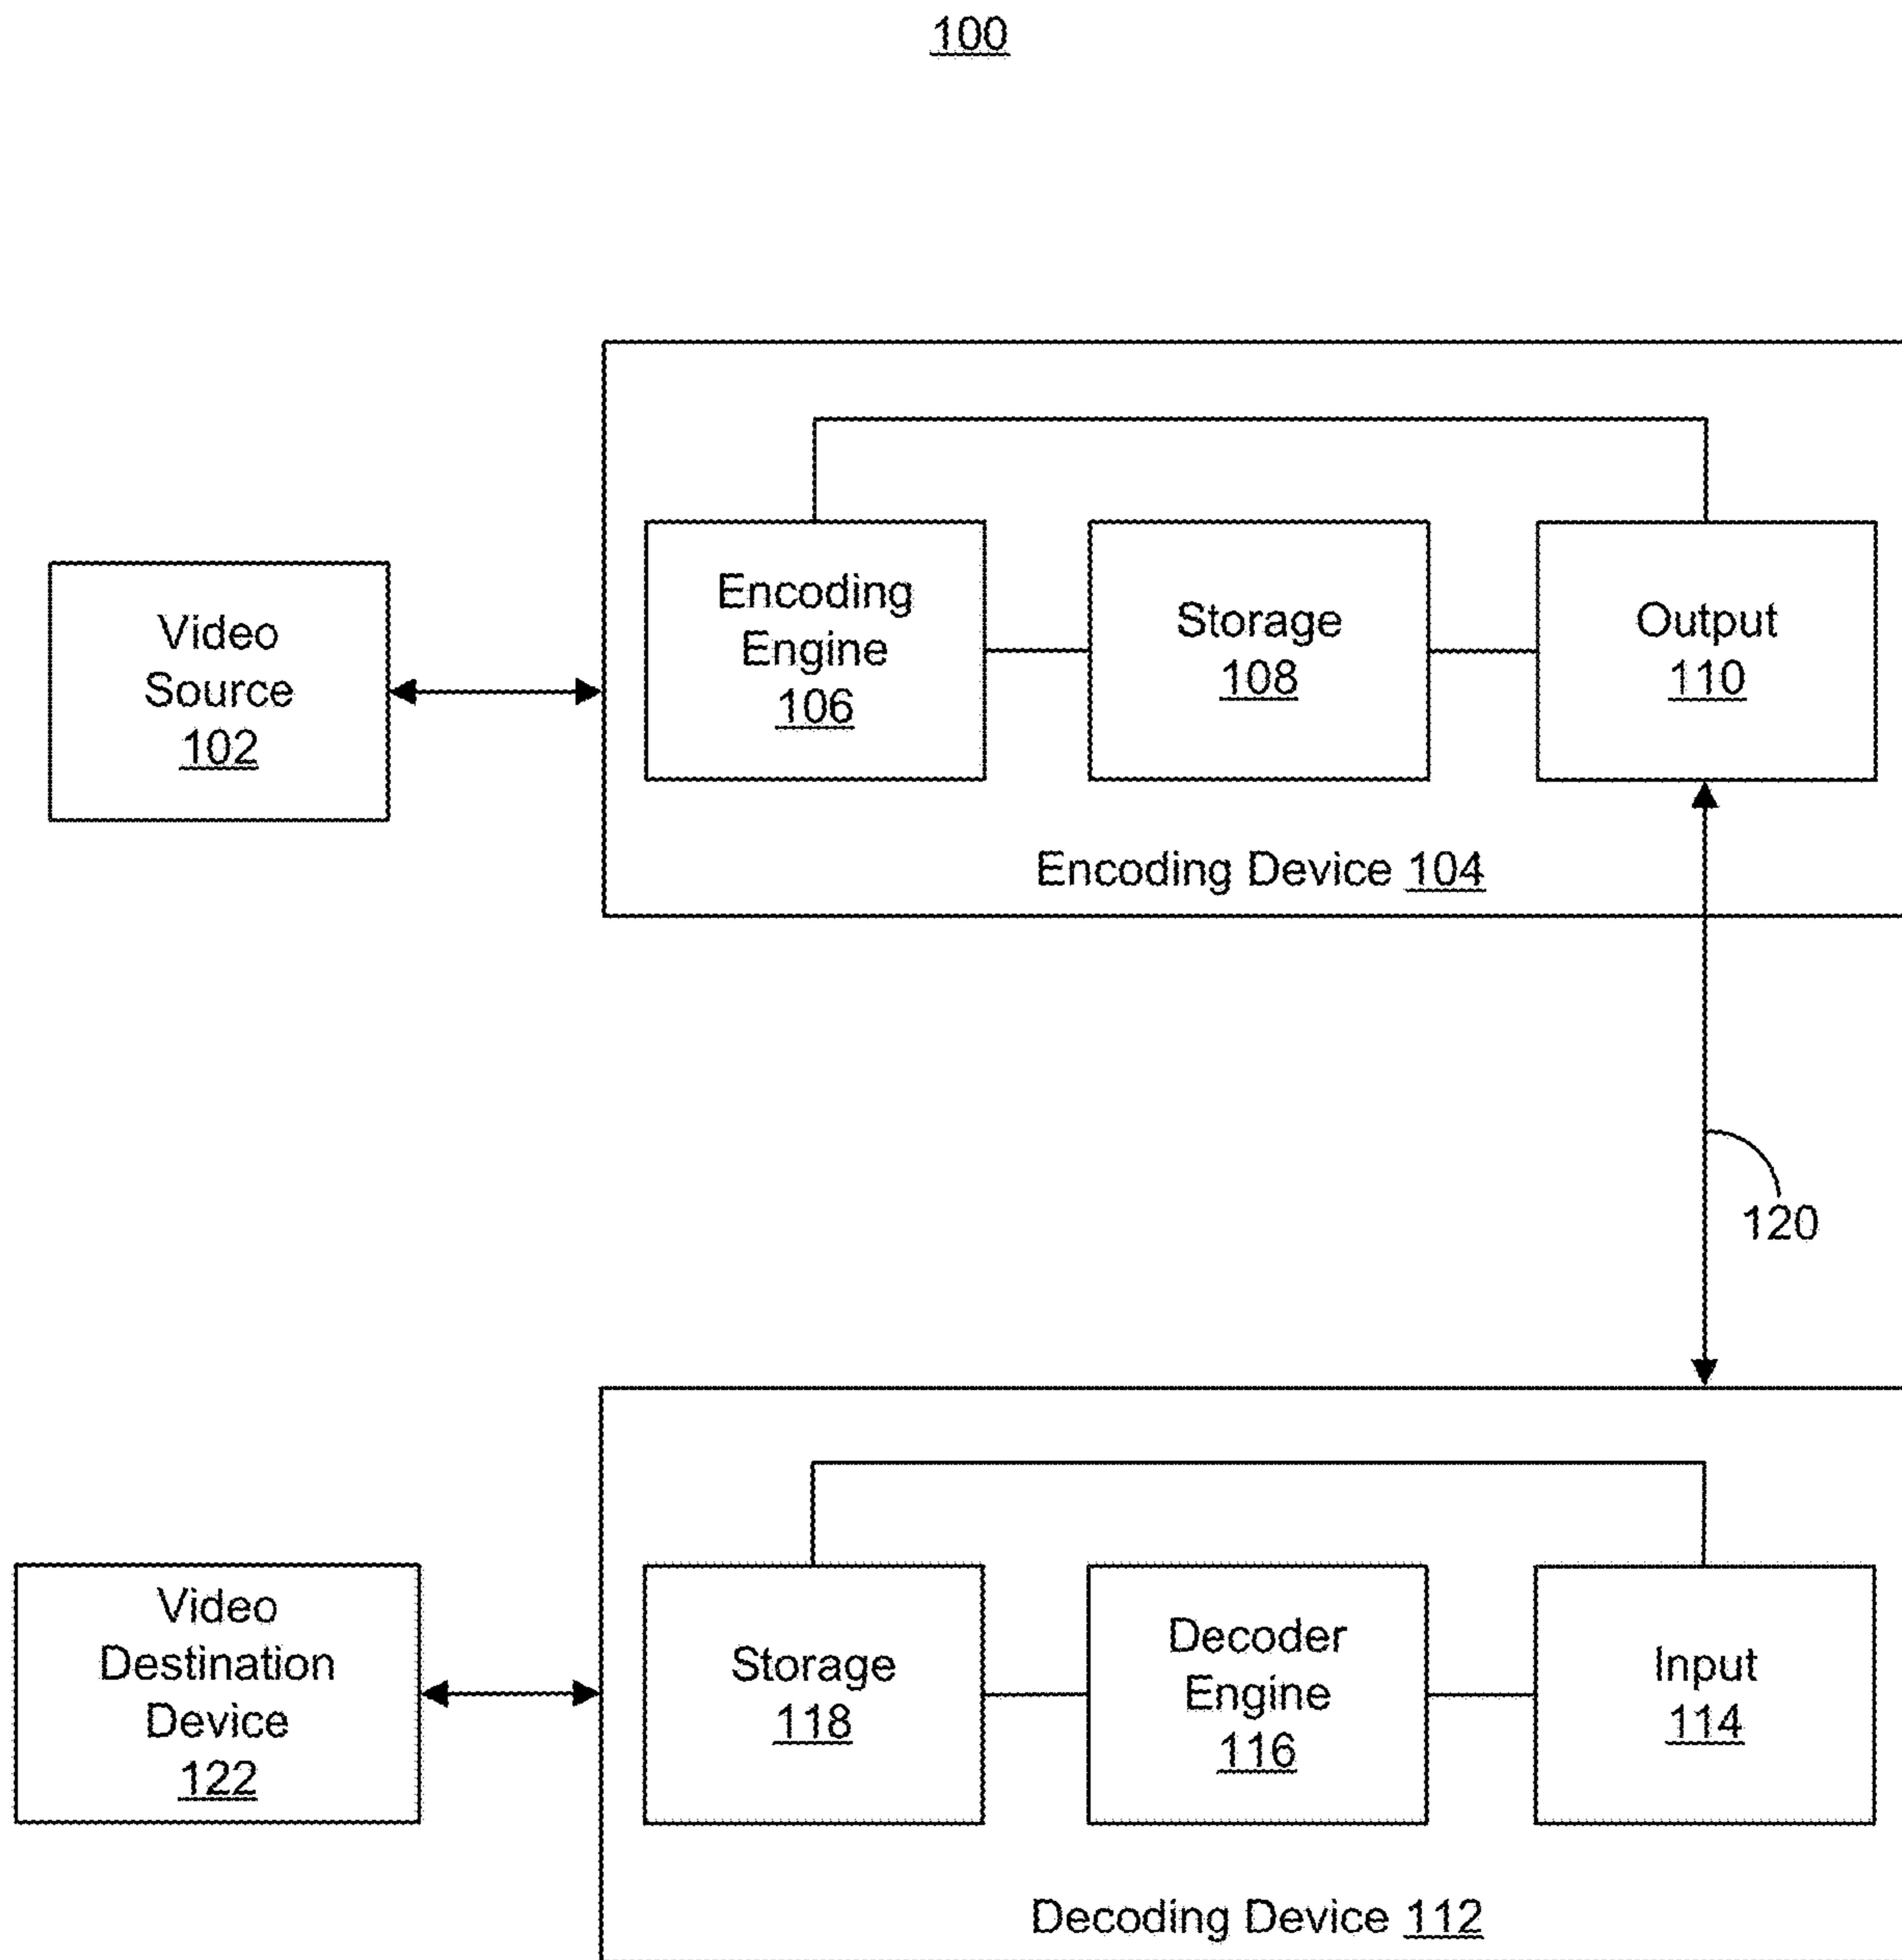 100
Video
Source
102
Encoding
Engine
106
Storage
108
Output
110
Encoding Device 104
120
Video
Destination
Device
122
Storage
118
Decoder
Engine
116
Input
114
Decoding Device 112